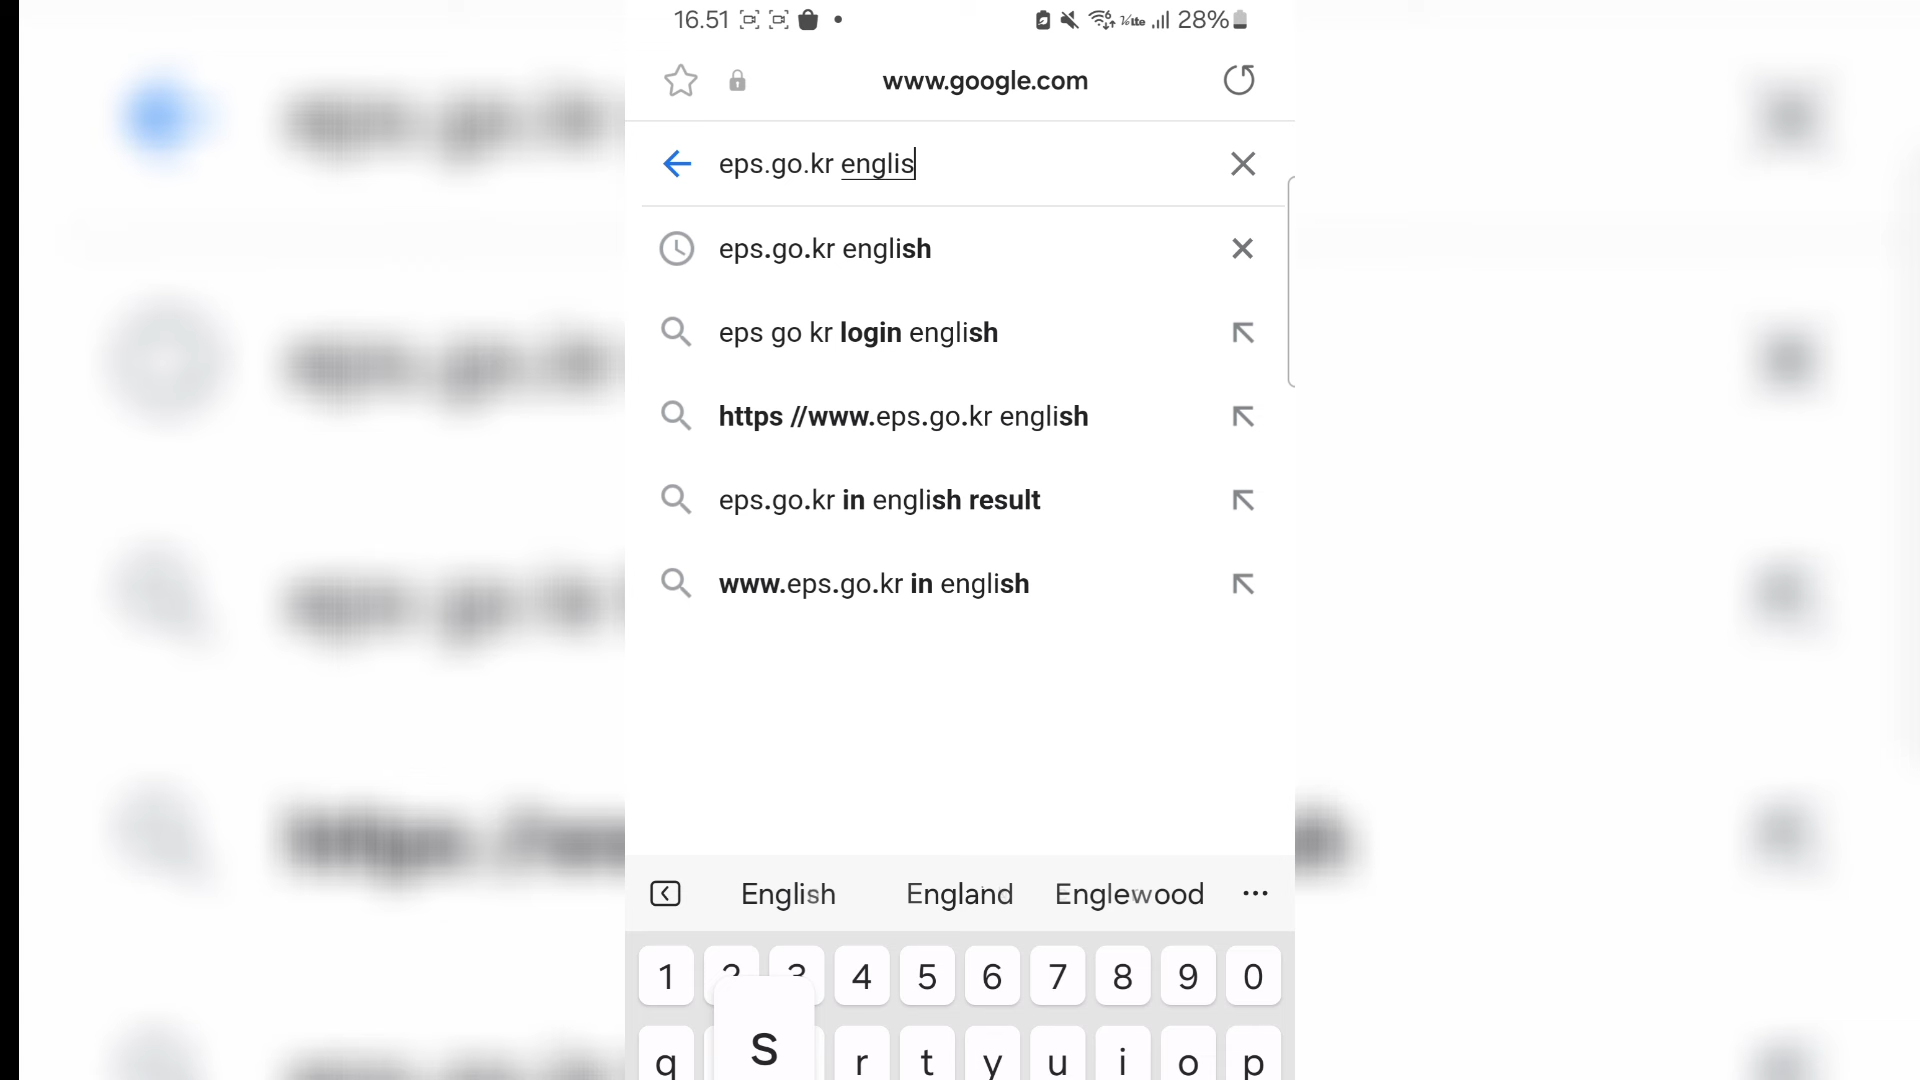 16.51 28%
www.google.com
eps.go.kr englis
eps.go.kr english
eps go kr login english
https //www.eps.go.kr english
eps.go.kr in english result
www.eps.go.kr in english
English England Englewood
1 2 3 4 5 6 7 8 9 0
q s r t y u i o p